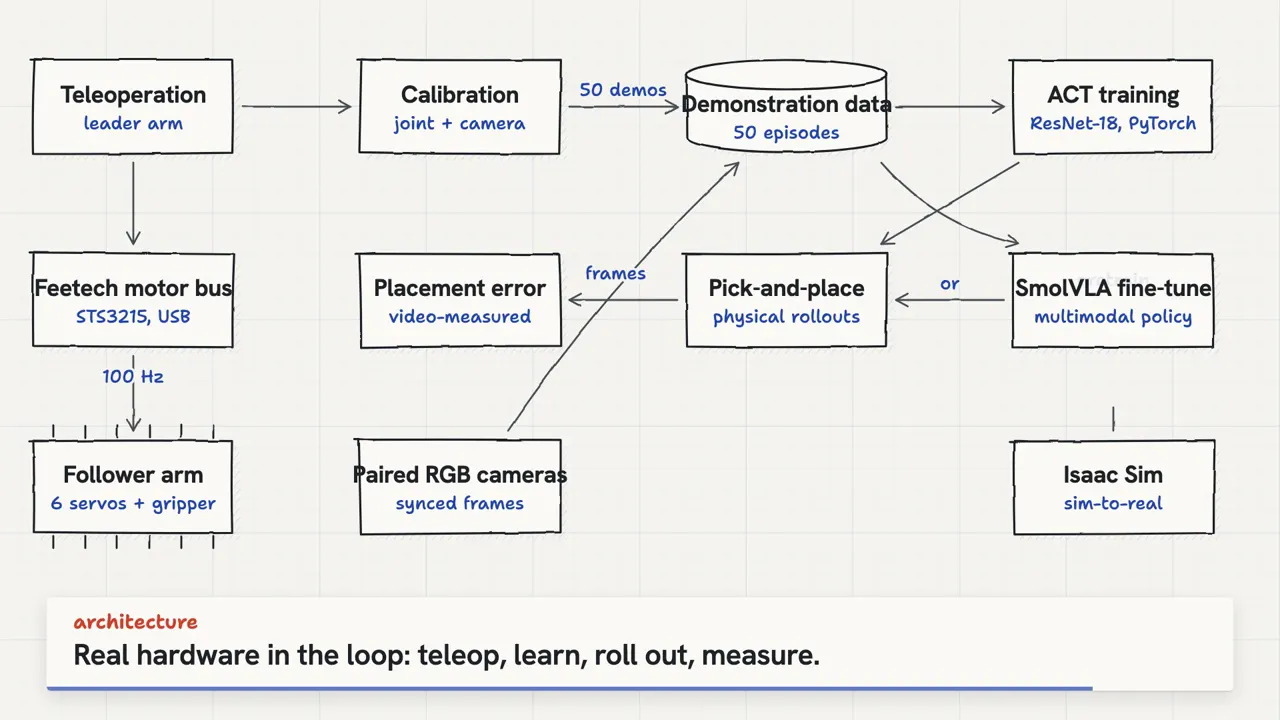 Teleoperation
leader arm
Calibration
joint + camera
50 demos
Demonstration data
50 episodes
ACT training
ResNet-18, PyTorch
Feetech motor bus
STS3215, USB
Placement error
video-measured
frames
Pick-and-place
physical rollouts
or
SmolVLA fine-tune
multimodal policy
100 Hz
Follower arm
6 servos + gripper
Paired RGB cameras
synced frames
Isaac Sim
sim-to-real
architecture
Real hardware in the loop: teleop, learn, roll out, measure.